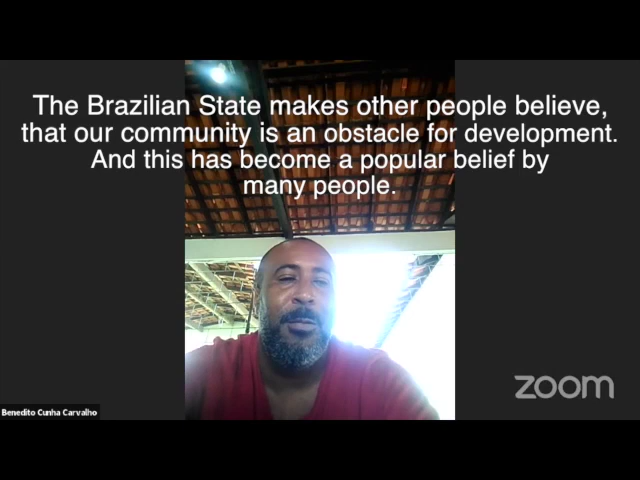 The Brazilian State makes other people believe,
that our community is an obstacle for development.
And this has become a popular belief by
many people.
zoom
Benedito Cunha Carvalho